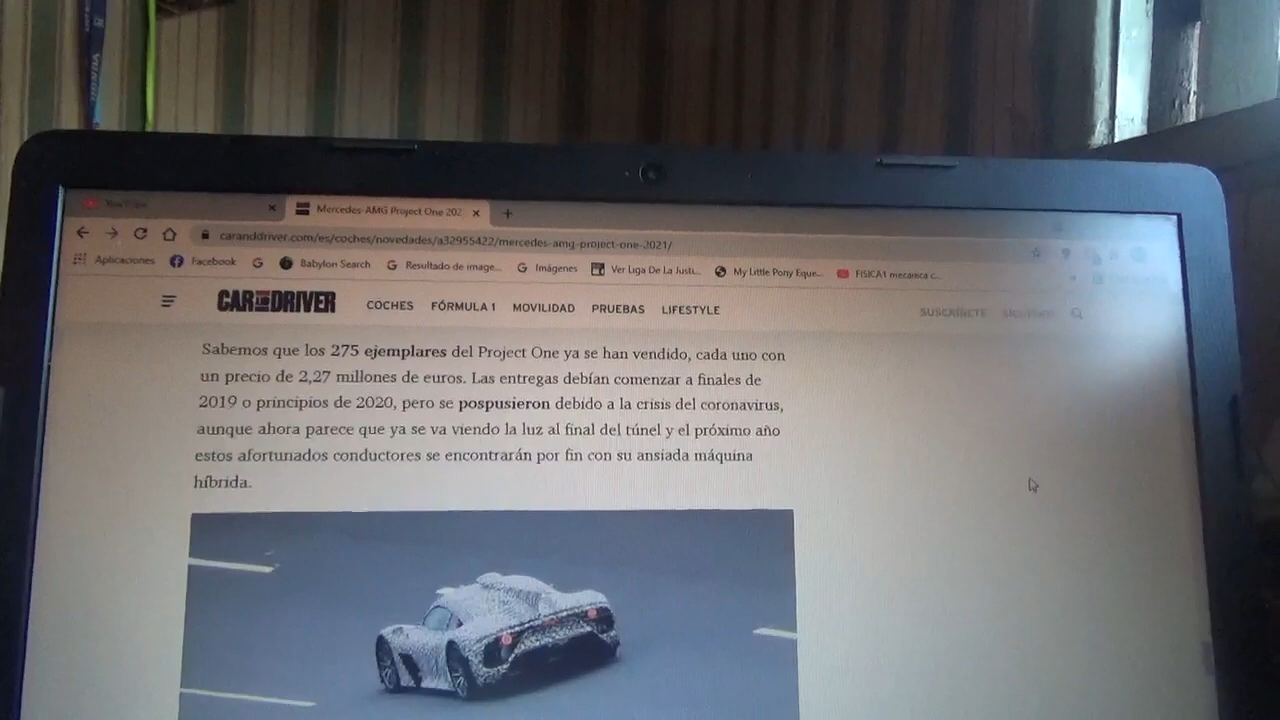 YouTube
Mercedes-AMG Project One 202
caranddriver.com/es/coches/novedades/a32955422/mercedes-amg-project-one-2021/
Aplicaciones Facebook Babylon Search Resultado de image... Imágenes Ver Liga De La Justi... My Little Pony Eque... FISICA1 mecanica c...
CAR AND DRIVER COCHES FÓRMULA 1 MOVILIDAD PRUEBAS LIFESTYLE SUSCRÍBETE SÍGUENOS
Sabemos que los 275 ejemplares del Project One ya se han vendido, cada uno con
un precio de 2,27 millones de euros. Las entregas debían comenzar a finales de
2019 o principios de 2020, pero se pospusieron debido a la crisis del coronavirus,
aunque ahora parece que ya se va viendo la luz al final del túnel y el próximo año
estos afortunados conductores se encontrarán por fin con su ansiada máquina
híbrida.